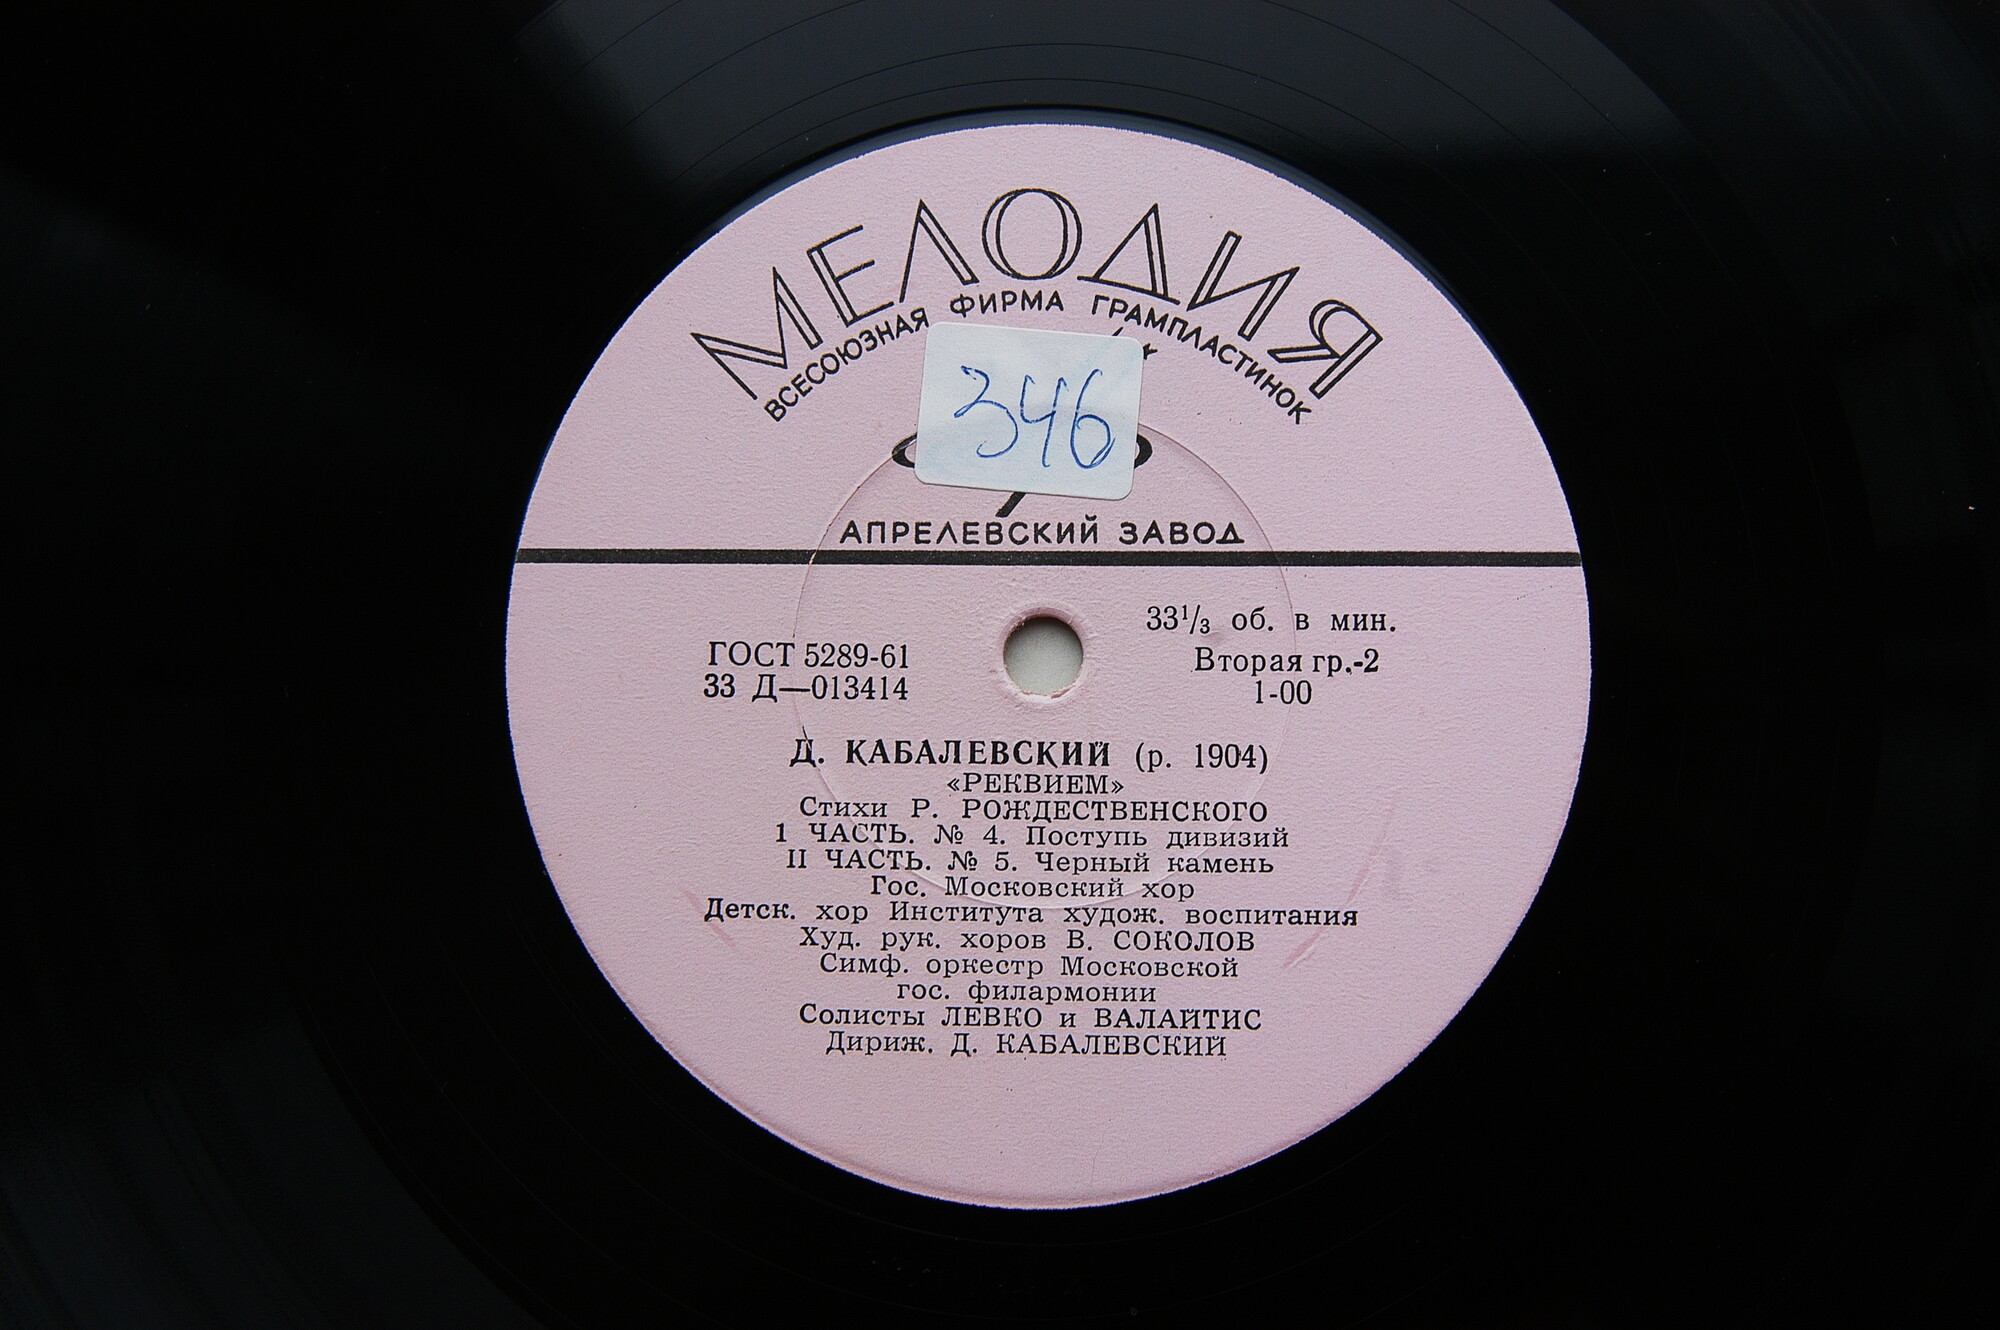 МЕЛОДИЯ
ВСЕСОЮЗНАЯ ФИРМА ГРАМПЛАСТИНОК
346
АПРЕЛЕВСКИЙ ЗАВОД
33⅓ об. в мин.
ГОСТ 5289-61
Вторая гр.-2
33 Д—013414
1-00
Д. КАБАЛЕВСКИЙ (р. 1904)
«РЕКВИЕМ»
Стихи Р. РОЖДЕСТВЕНСКОГО
I ЧАСТЬ. № 4. Поступь дивизий
II ЧАСТЬ. № 5. Черный камень
Гос. Московский хор
Детск. хор Института худож. воспитания
Худ. рук. хоров В. СОКОЛОВ
Симф. оркестр Московской
гос. филармонии
Солисты ЛЕВКО и ВАЛАЙТИС
Дириж. Д. КАБАЛЕВСКИЙ